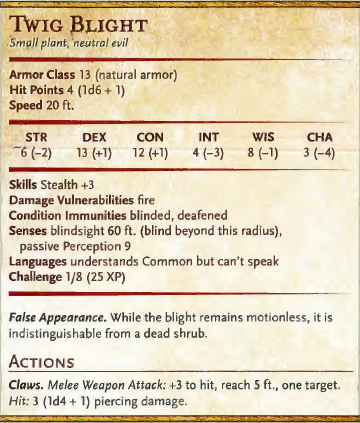 TWIG BLIGHT
Small plant, neutral evil
Armor Class 13 (natural armor)
Hit Points 4 (1d6 + 1)
Speed 20 ft.
STR DEX CON INT WIS CHA
6 (−2) 13 (+1) 12 (+1) 4 (−3) 8 (−1) 3 (−4)
Skills Stealth +3
Damage Vulnerabilities fire
Condition Immunities blinded, deafened
Senses blindsight 60 ft. (blind beyond this radius),
passive Perception 9
Languages understands Common but can't speak
Challenge 1/8 (25 XP)
False Appearance. While the blight remains motionless, it is
indistinguishable from a dead shrub.
ACTIONS
Claws. Melee Weapon Attack: +3 to hit, reach 5 ft., one target.
Hit: 3 (1d4 + 1) piercing damage.